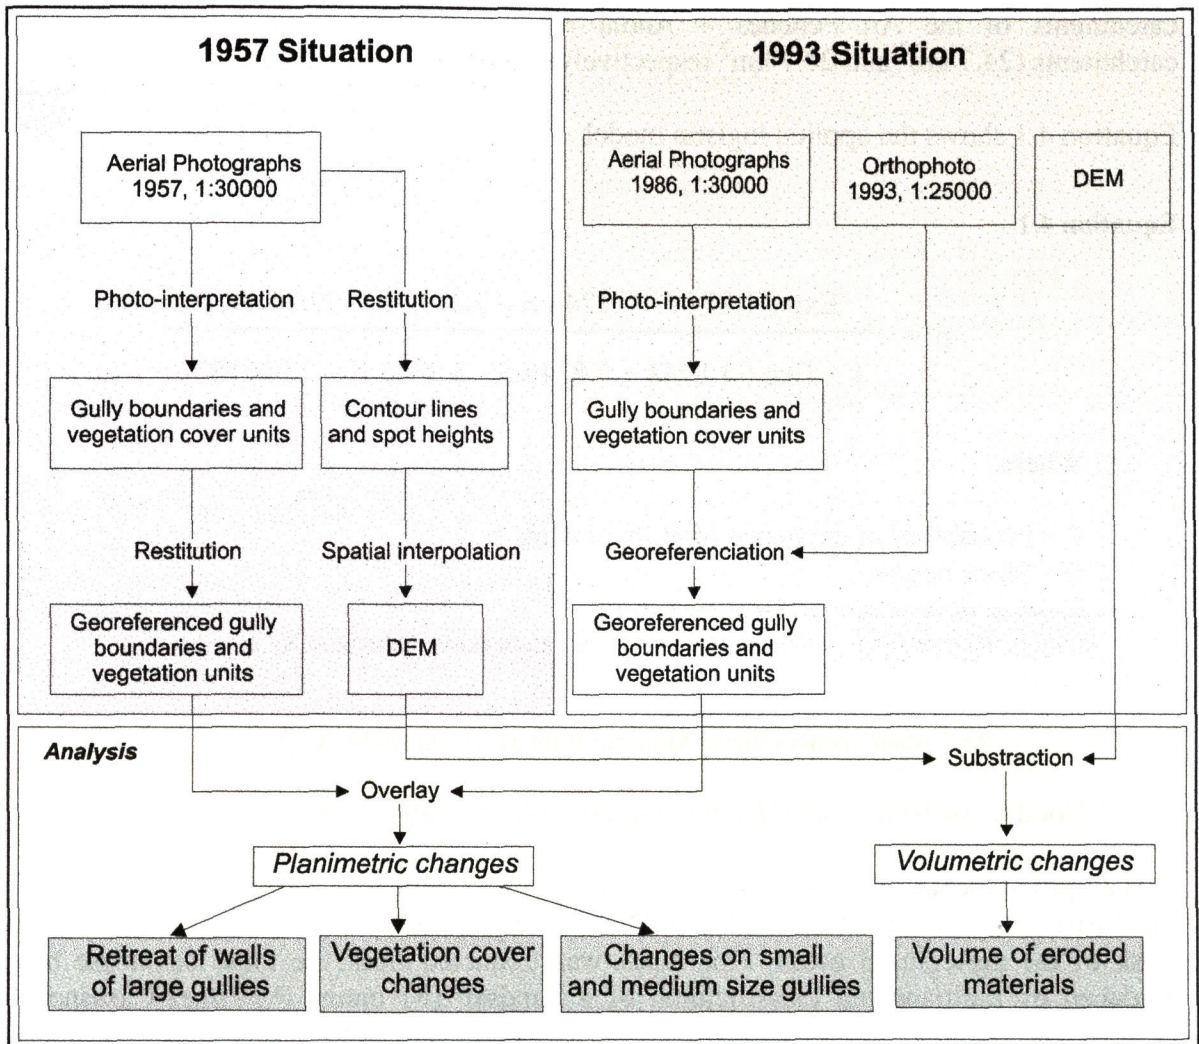 1957 Situation
1993 Situation
Aerial Photographs
1957, 1:30000
Aerial Photographs
1986, 1:30000
Orthophoto
1993, 1:25000
DEM
Photo-interpretation
Restitution
Photo-interpretation
Gully boundaries and
vegetation cover units
Contour lines
and spot heights
Gully boundaries and
vegetation cover units
Restitution
Spatial interpolation
Georeferenciation
Georeferenced gully
boundaries and
vegetation units
DEM
Georeferenced gully
boundaries and
vegetation units
Analysis
Substraction
Overlay
Planimetric changes
Volumetric changes
Retreat of walls
of large gullies
Vegetation cover
changes
Changes on small
and medium size gullies
Volume of eroded
materials